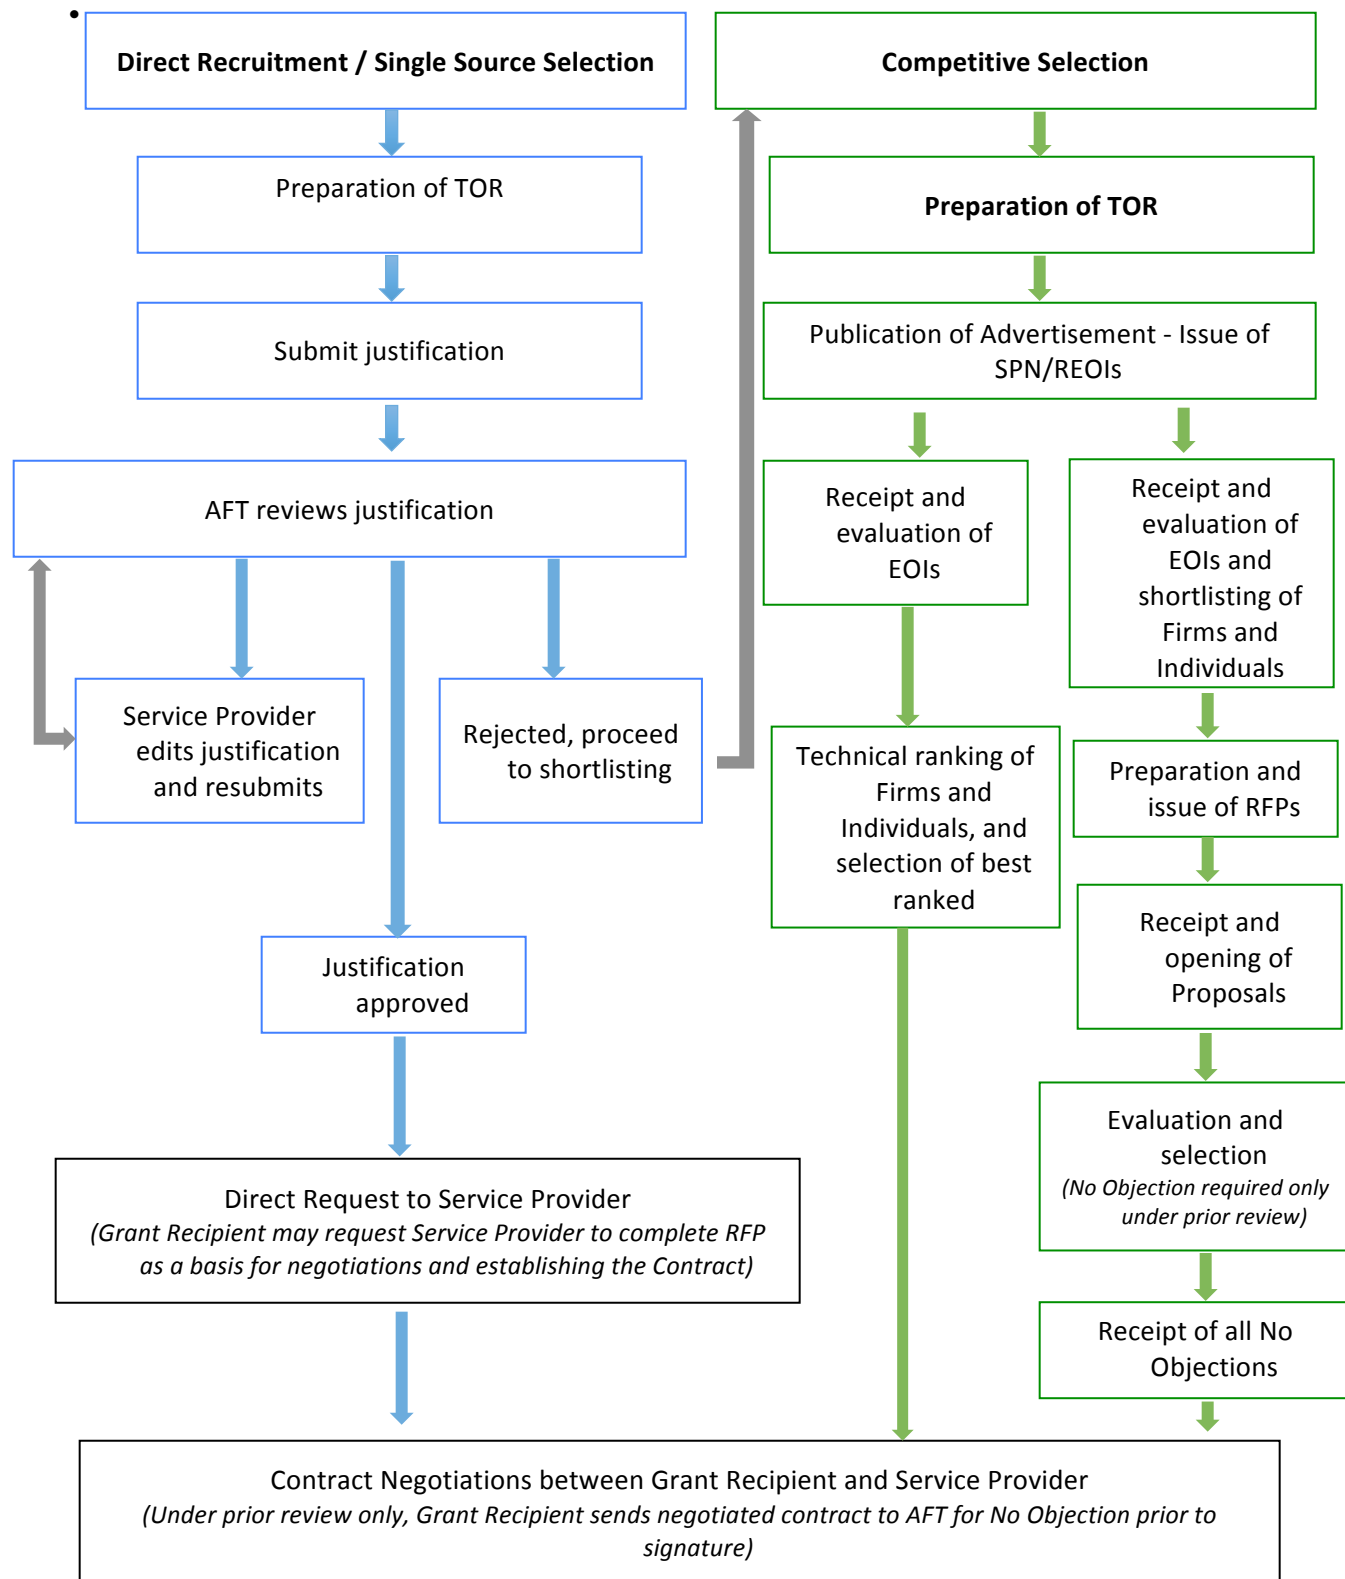 •
Direct Recruitment / Single Source Selection
Preparation of TOR
Submit justification
AFT reviews justification
Service Provider
edits justification
and resubmits
Rejected, proceed
to shortlisting
Justification
approved
Direct Request to Service Provider
(Grant Recipient may request Service Provider to complete RFP
as a basis for negotiations and establishing the Contract)
Competitive Selection
Preparation of TOR
Publication of Advertisement - Issue of
SPN/REOIs
Receipt and
evaluation of
EOIs
Technical ranking of
Firms and
Individuals, and
selection of best
ranked
Receipt and
evaluation of
EOIs and
shortlisting of
Firms and
Individuals
Preparation and
issue of RFPs
Receipt and
opening of
Proposals
Evaluation and
selection
(No Objection required only
under prior review)
Receipt of all No
Objections
Contract Negotiations between Grant Recipient and Service Provider
(Under prior review only, Grant Recipient sends negotiated contract to AFT for No Objection prior to
signature)